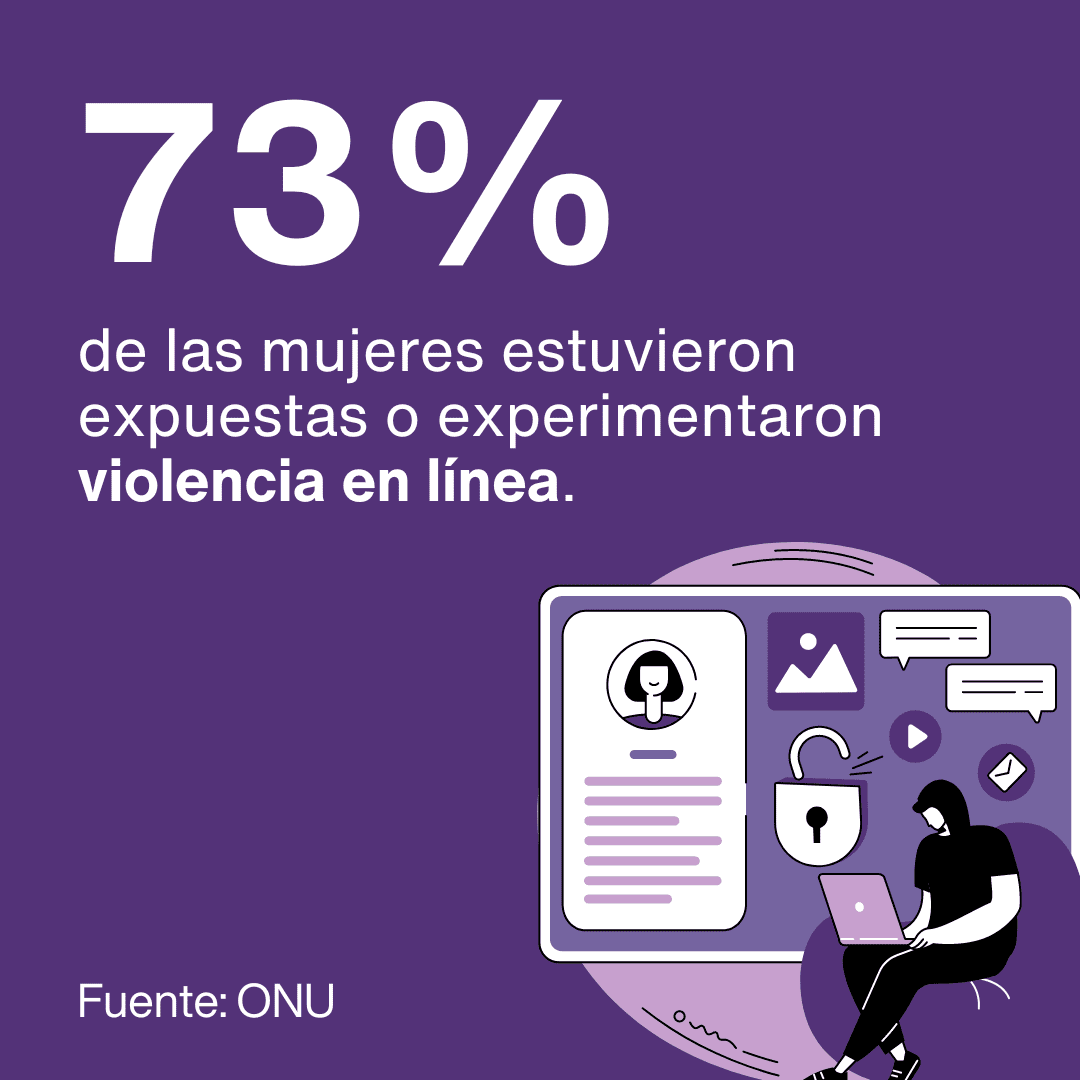 73%
de las mujeres estuvieron
expuestas o experimentaron
violencia en línea.
Fuente: ONU